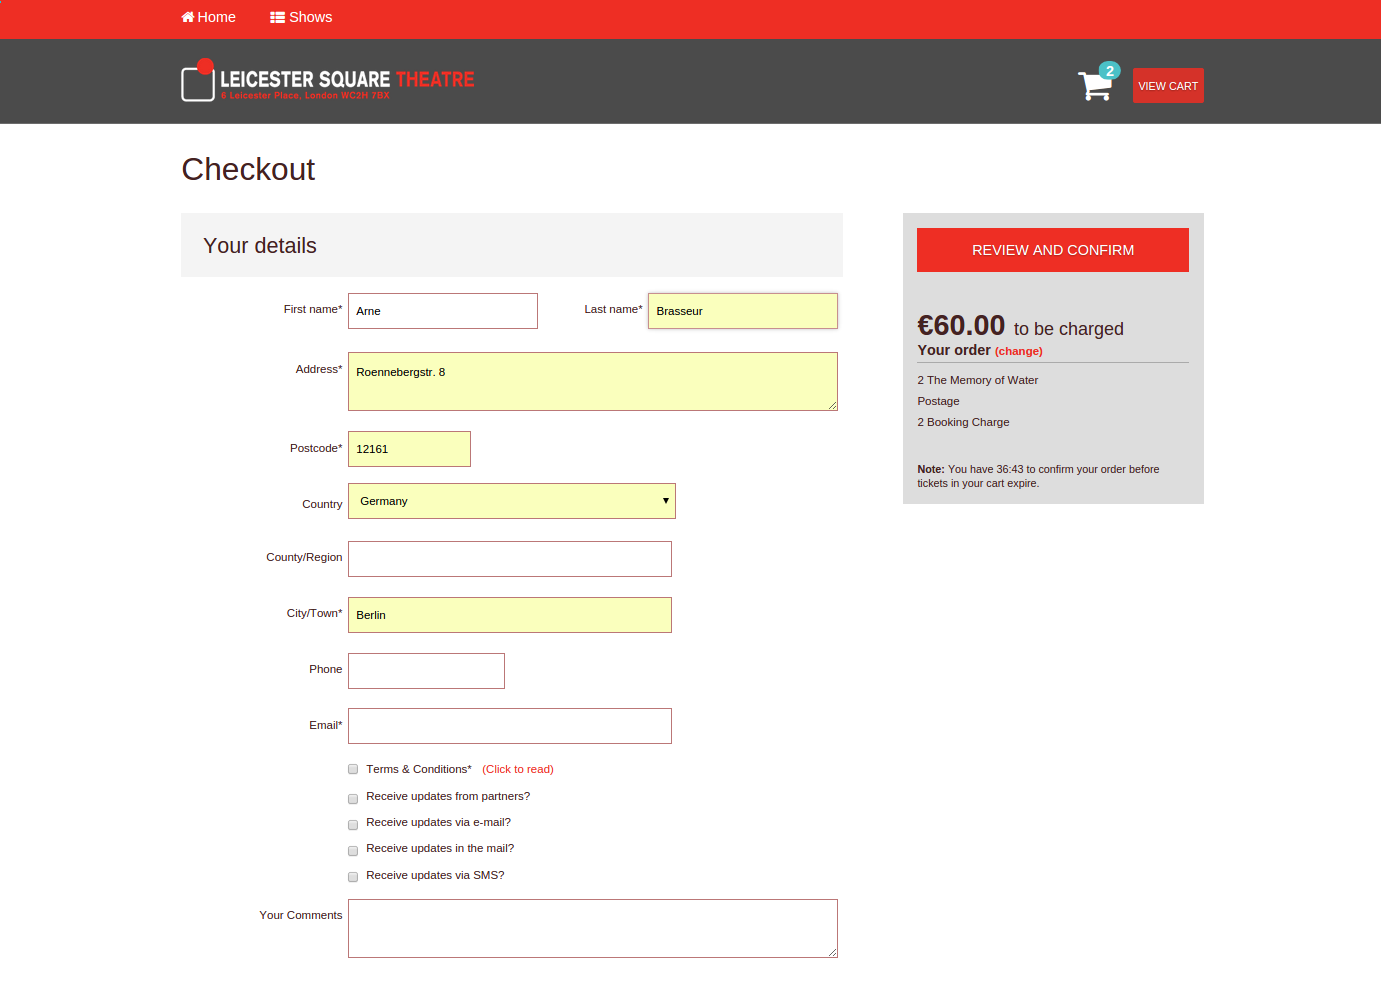 Home Shows
LEICESTER SQUARE THEATRE
6 Leicester Place, London WC2H 7BX
2
VIEW CART
Checkout
Your details
First name* Arne Last name* Brasseur
Address* Roennebergstr. 8
Postcode* 12161
Country Germany
County/Region
City/Town* Berlin
Phone
Email*
Terms & Conditions* (Click to read)
Receive updates from partners?
Receive updates via e-mail?
Receive updates in the mail?
Receive updates via SMS?
Your Comments
REVIEW AND CONFIRM
€60.00 to be charged
Your order (change)
2 The Memory of Water
Postage
2 Booking Charge
Note: You have 36:43 to confirm your order before
tickets in your cart expire.